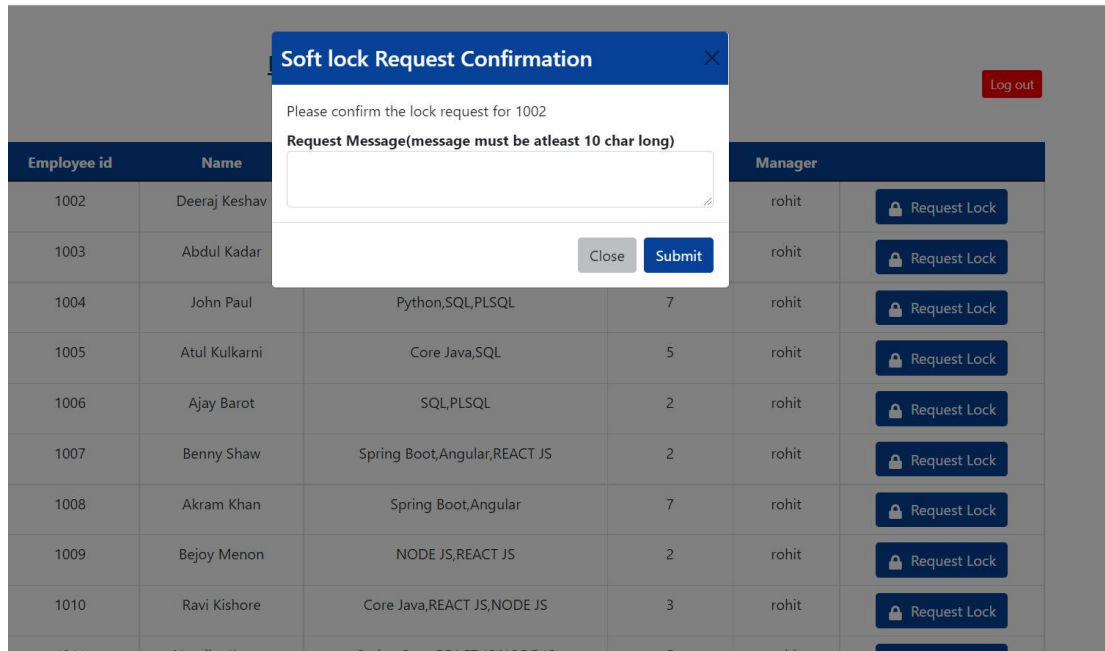 Soft lock Request Confirmation
Log out
Please confirm the lock request for 1002
Request Message(message must be atleast 10 char long)
Close Submit
Employee id Name Manager
1002 Deeraj Keshav rohit Request Lock
1003 Abdul Kadar rohit Request Lock
1004 John Paul Python,SQL,PLSQL 7 rohit Request Lock
1005 Atul Kulkarni Core Java,SQL 5 rohit Request Lock
1006 Ajay Barot SQL,PLSQL 2 rohit Request Lock
1007 Benny Shaw Spring Boot,Angular,REACT JS 2 rohit Request Lock
1008 Akram Khan Spring Boot,Angular 7 rohit Request Lock
1009 Bejoy Menon NODE JS,REACT JS 2 rohit Request Lock
1010 Ravi Kishore Core Java,REACT JS,NODE JS 3 rohit Request Lock